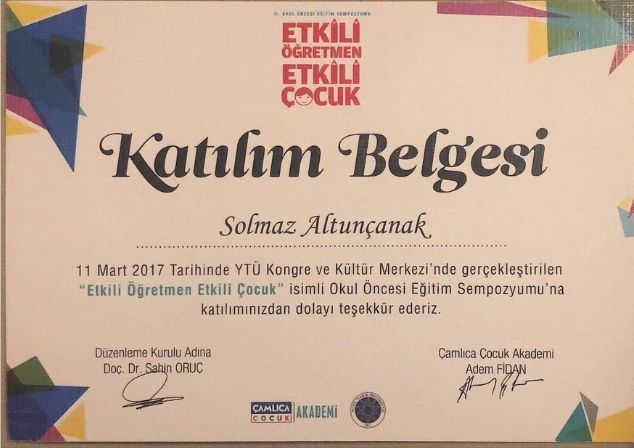 II. OKUL ÖNCESİ EĞİTİM SEMPOZYUMU
ETKİLİ
ÖĞRETMEN
ETKİLİ
ÇOCUK
Katılım Belgesi
Solmaz Altunçanak
11 Mart 2017 Tarihinde YTÜ Kongre ve Kültür Merkezi'nde gerçekleştirilen
"Etkili Öğretmen Etkili Çocuk" isimli Okul Öncesi Eğitim Sempozyumu'na
katılımınızdan dolayı teşekkür ederiz.
Düzenleme Kurulu Adına
Doç. Dr. Şahin ORUÇ
Çamlıca Çocuk Akademi
Adem FİDAN
ÇAMLICA
ÇOCUK
AKADEMİ